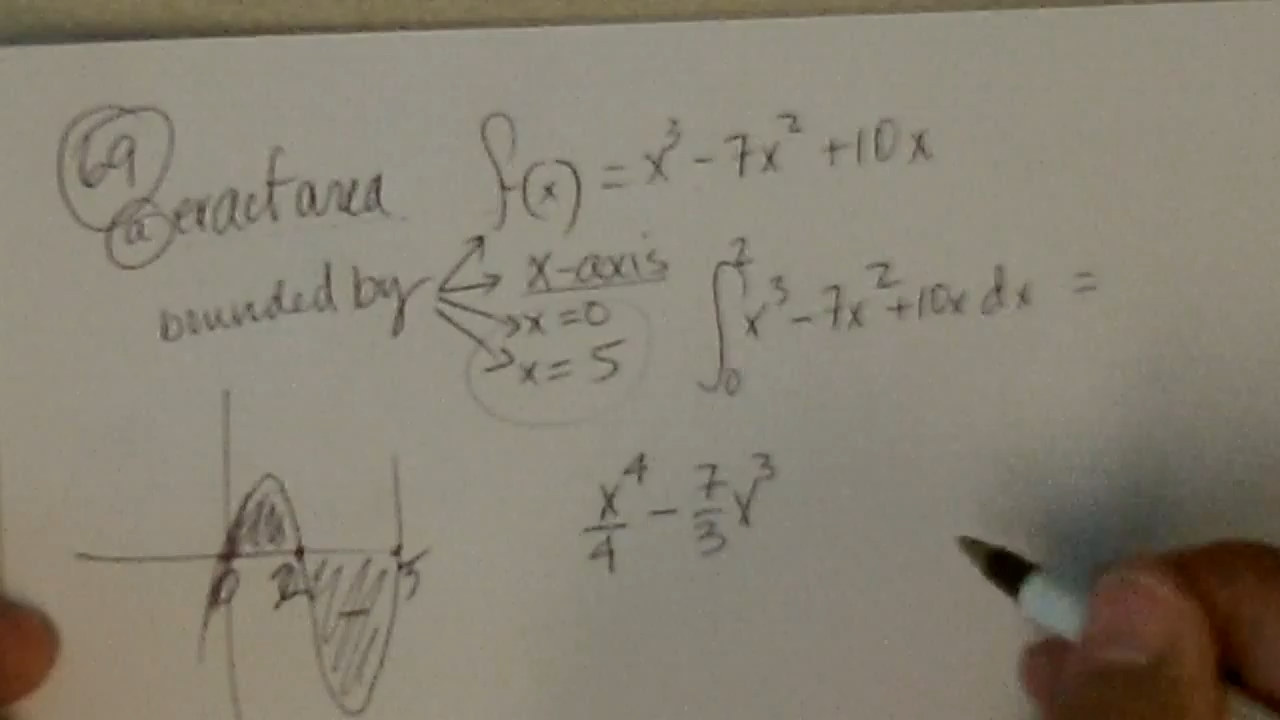 69
a exact area f(x) = x³ - 7x² + 10x
bounded by x-axis
x = 0
x = 5
∫₀² x³ - 7x² + 10x dx =
x⁴/4 - 7/3 x³
0 2 5